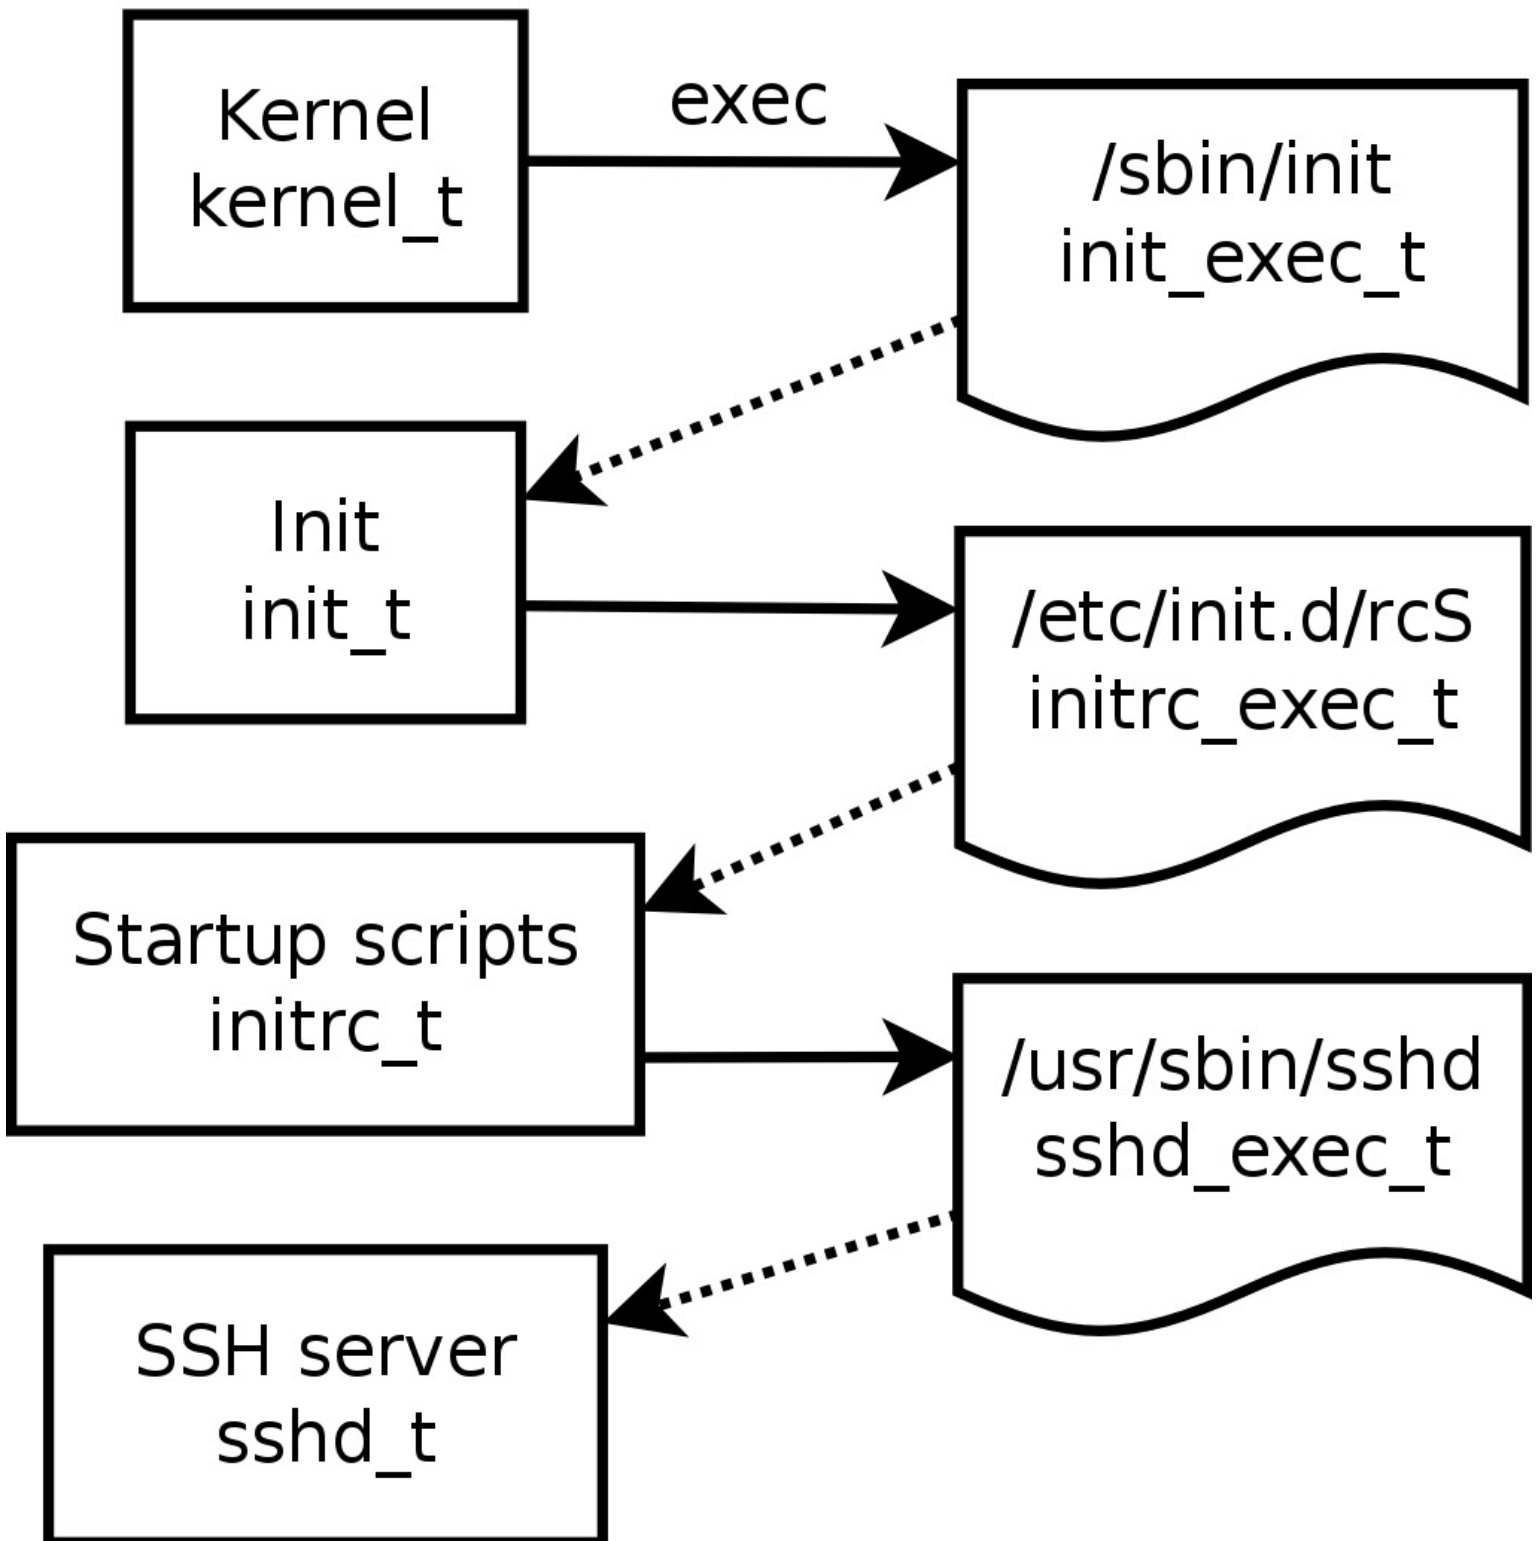 Kernel
kernel_t
exec
/sbin/init
init_exec_t
Init
init_t
/etc/init.d/rcS
initrc_exec_t
Startup scripts
initrc_t
/usr/sbin/sshd
sshd_exec_t
SSH server
sshd_t